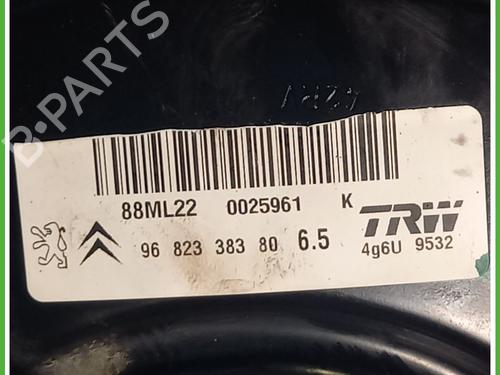 B-PARTS
88ML22 0025961 K
TRW
96 823 383 80 6.5
4g6U 9532